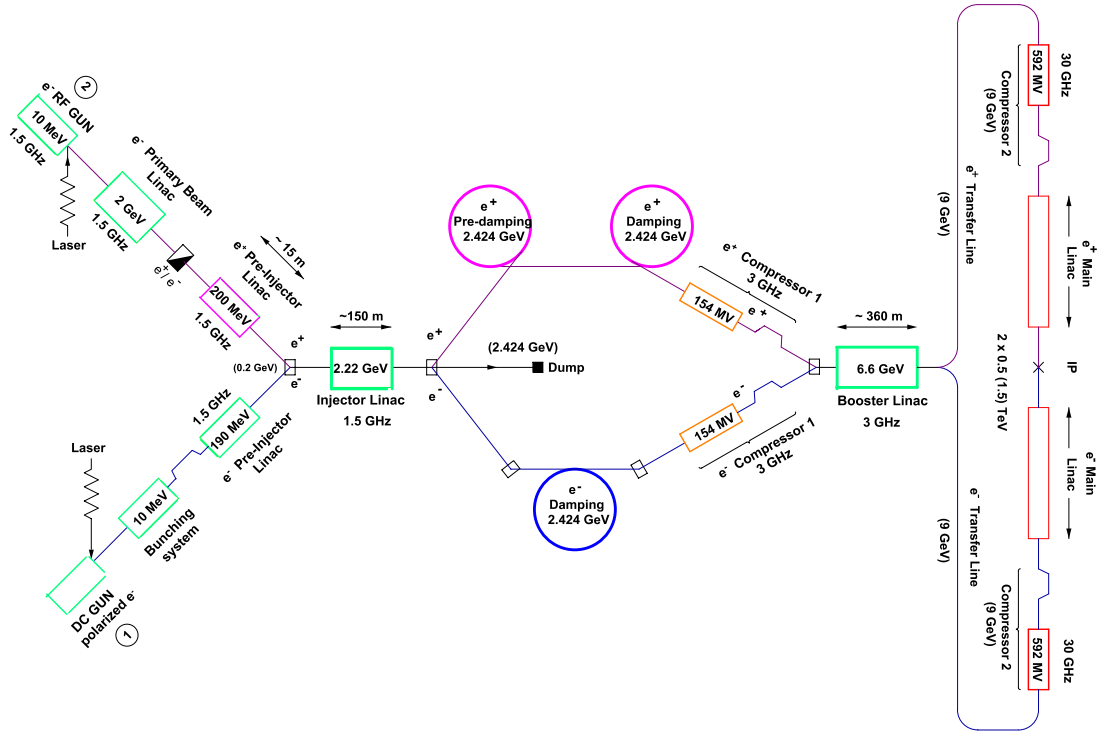 2
e- RF GUN
10 MeV
1.5 GHz
Laser
e- Primary Beam
Linac
2 GeV
1.5 GHz
e+/e-
~ 15 m
e+ Pre-Injector
Linac
200 MeV
1.5 GHz
(0.2 GeV)
e+
e-
1.5 GHz
190 MeV
e- Pre-Injector
Linac
Laser
10 MeV
Bunching
system
DC GUN
polarized e-
1
~150 m
2.22 GeV
Injector Linac
1.5 GHz
e+
e-
(2.424 GeV)
Dump
e+
Pre-damping
2.424 GeV
e+
Damping
2.424 GeV
e-
Damping
2.424 GeV
e+ Compressor 1
3 GHz
154 MV
e+
154 MV
e-
e- Compressor 1
3 GHz
~ 360 m
6.6 GeV
Booster Linac
3 GHz
e+ Transfer Line
(9 GeV)
e- Transfer Line
(9 GeV)
30 GHz
592 MV
Compressor 2
(9 GeV)
e+ Main
Linac
IP
2 x 0.5 (1.5) TeV
e- Main
Linac
Compressor 2
(9 GeV)
592 MV
30 GHz